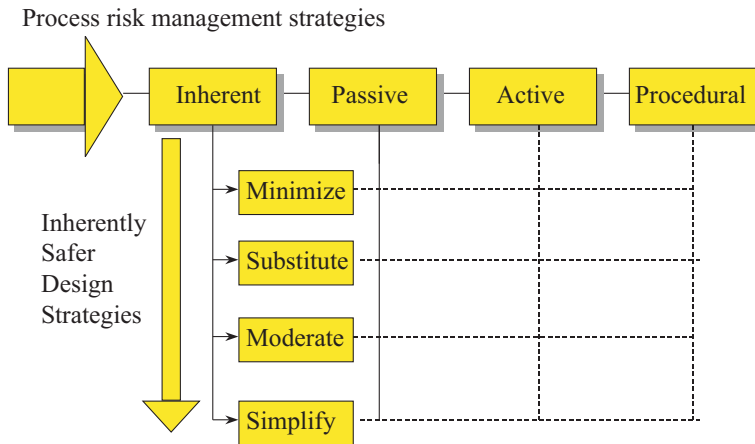 Process risk management strategies
Inherent
Passive
Active
Procedural
Minimize
Inherently
Safer
Design
Strategies
Substitute
Moderate
Simplify